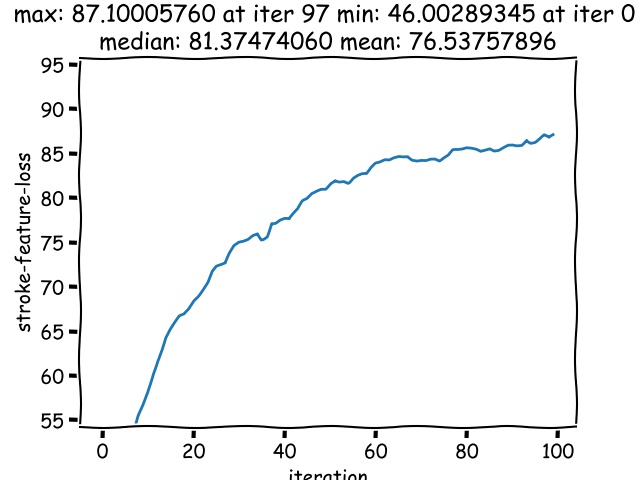 max: 87.10005760 at iter 97 min: 46.00289345 at iter 0
median: 81.37474060 mean: 76.53757896
95
90
85
80
75
70
65
60
55
stroke-feature-loss
0 20 40 60 80 100
iteration